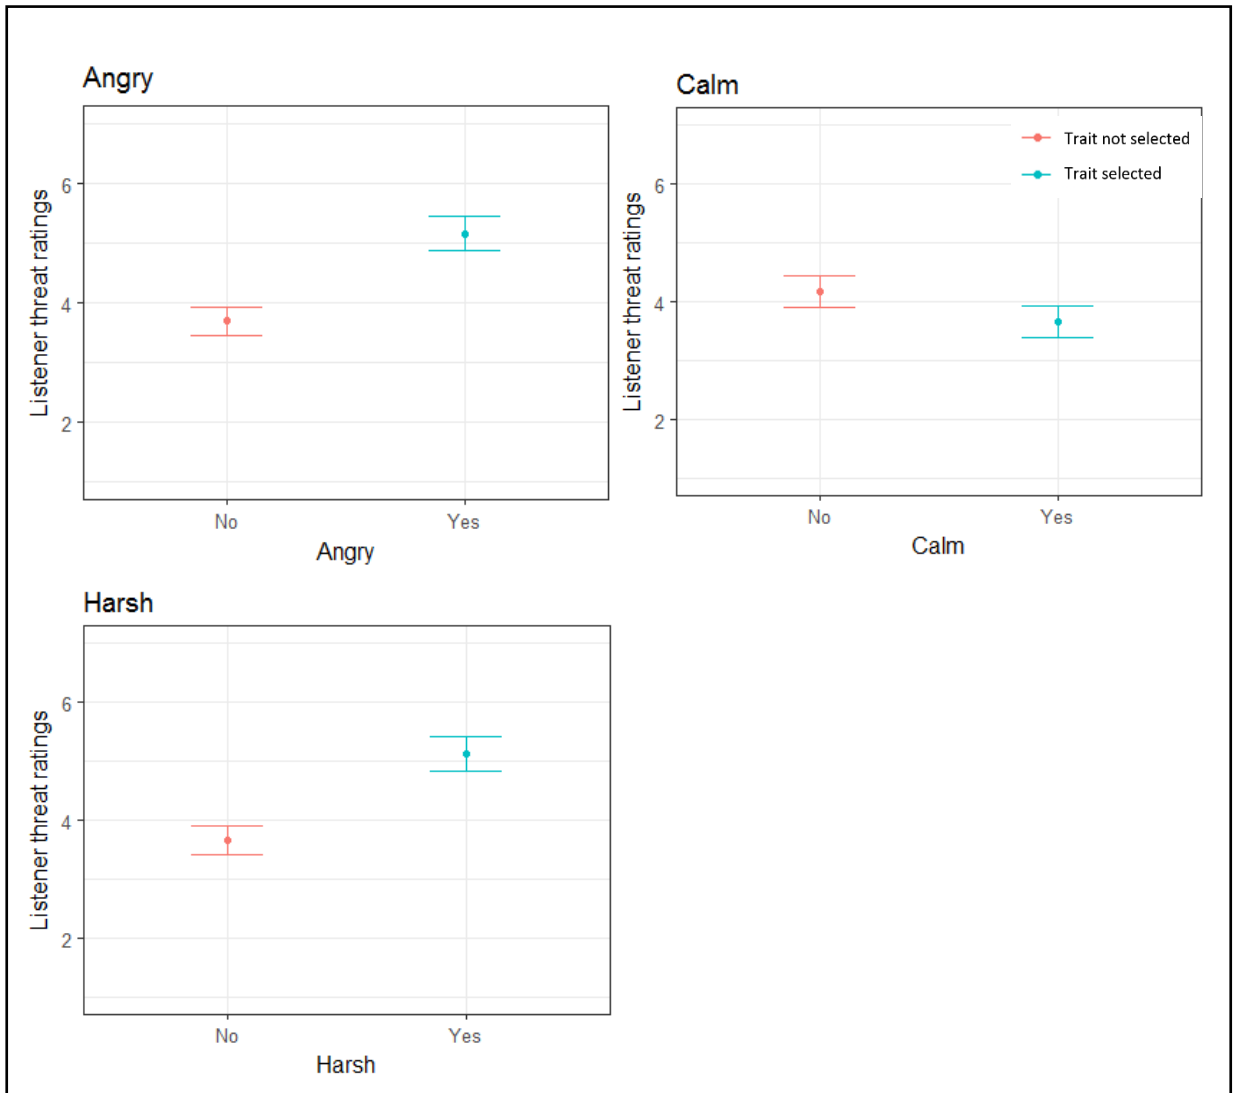 Angry
Listener threat ratings
6
4
2
No Yes
Angry
Calm
Trait not selected
Trait selected
Listener threat ratings
6
4
2
No Yes
Calm
Harsh
Listener threat ratings
6
4
2
No Yes
Harsh